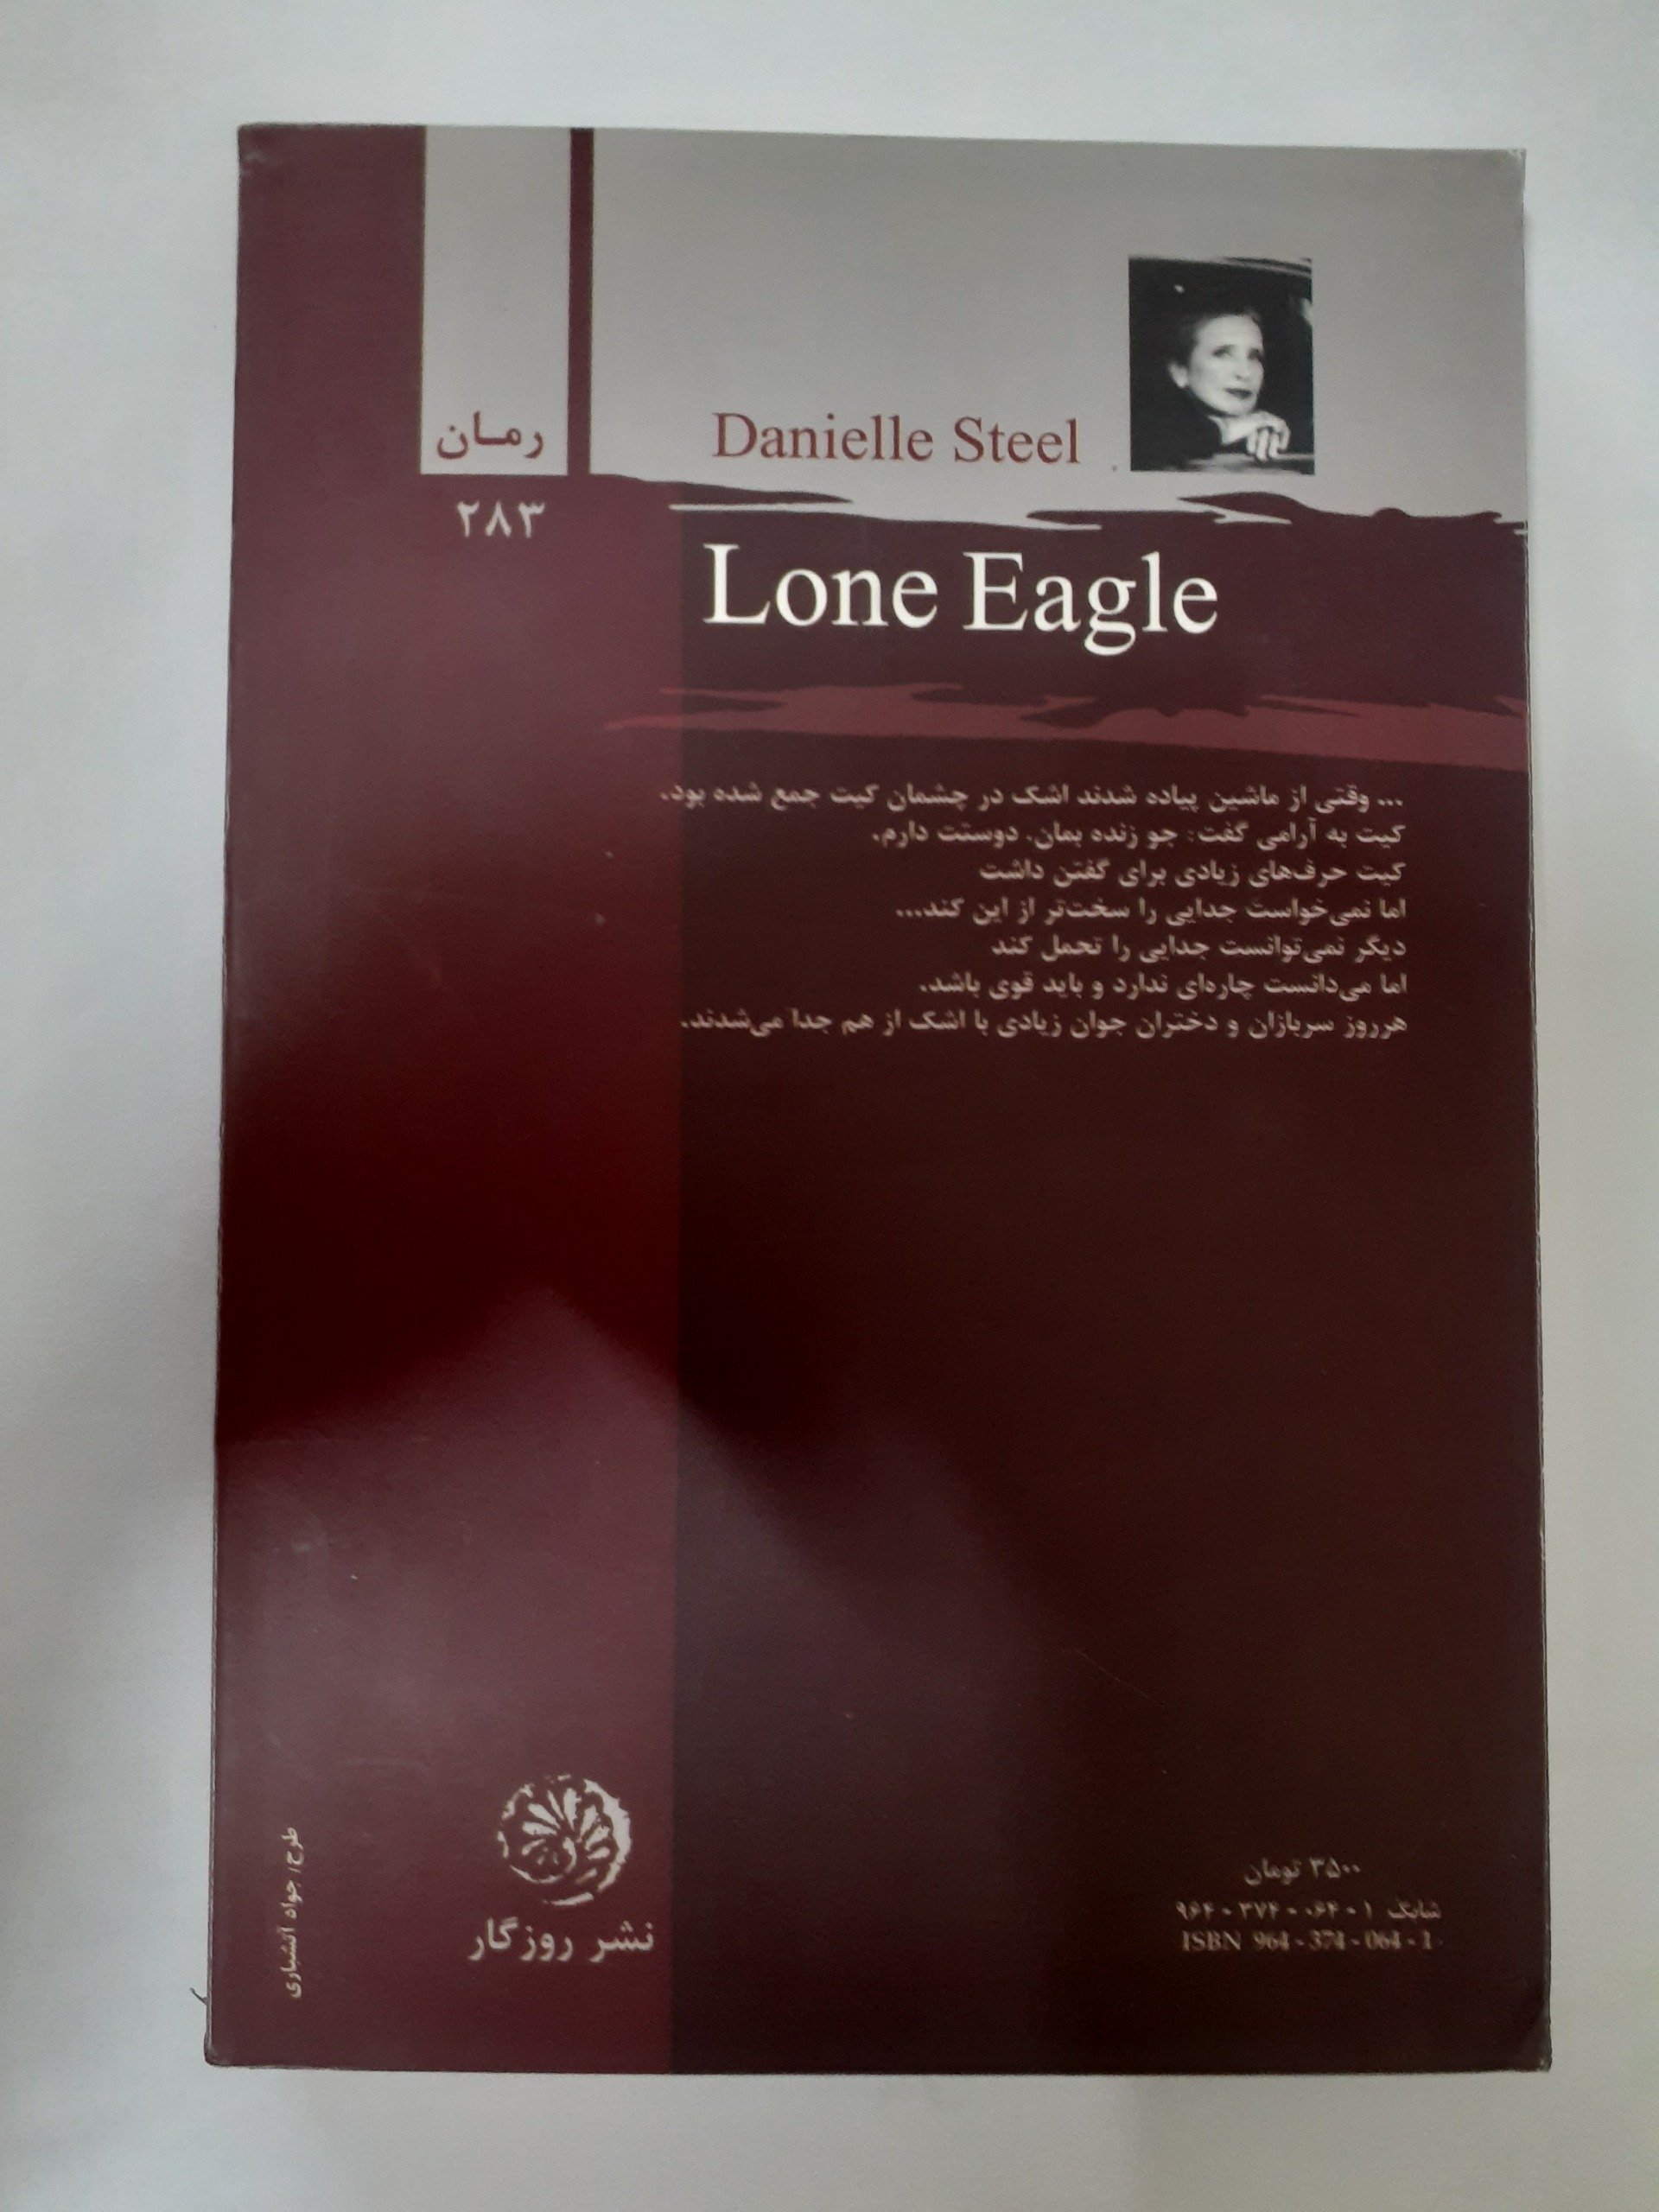 رمان
۲۸۳
Danielle Steel
Lone Eagle
... وقتی از ماشین پیاده شدند اشک در چشمان کیت جمع شده بود.
کیت به آرامی گفت: جو زنده بمان. دوستت دارم.
کیت حرف‌های زیادی برای گفتن داشت
اما نمی‌خواست جدایی را سخت‌تر از این کند...
دیگر نمی‌توانست جدایی را تحمل کند
اما می‌دانست چاره‌ای ندارد و باید قوی باشد.
هرروز سربازان و دختران جوان زیادی با اشک از هم جدا می‌شدند.
طرح: جواد آتشباری
نشر روزگار
۳۵۰۰ تومان
شابک ۱ - ۰۶۴ - ۳۷۴ - ۹۶۴
ISBN 964 - 374 - 064 - 1